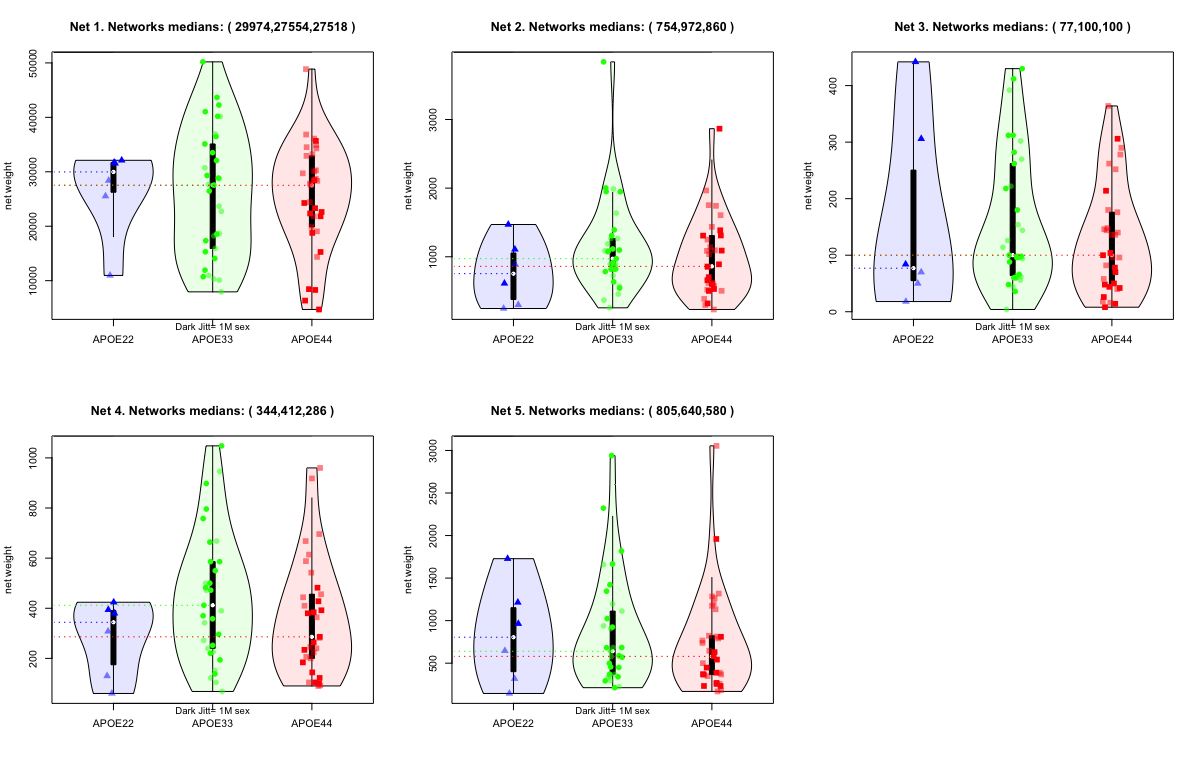 Net 1. Networks medians: ( 29974,27554,27518 )
net weight
10000 20000 30000 40000 50000
Dark Jitt= 1M sex
APOE22 APOE33 APOE44
Net 2. Networks medians: ( 754,972,860 )
net weight
1000 2000 3000
Dark Jitt= 1M sex
APOE22 APOE33 APOE44
Net 3. Networks medians: ( 77,100,100 )
net weight
0 100 200 300 400
Dark Jitt= 1M sex
APOE22 APOE33 APOE44
Net 4. Networks medians: ( 344,412,286 )
net weight
200 400 600 800 1000
Dark Jitt= 1M sex
APOE22 APOE33 APOE44
Net 5. Networks medians: ( 805,640,580 )
net weight
500 1000 1500 2000 2500 3000
Dark Jitt= 1M sex
APOE22 APOE33 APOE44